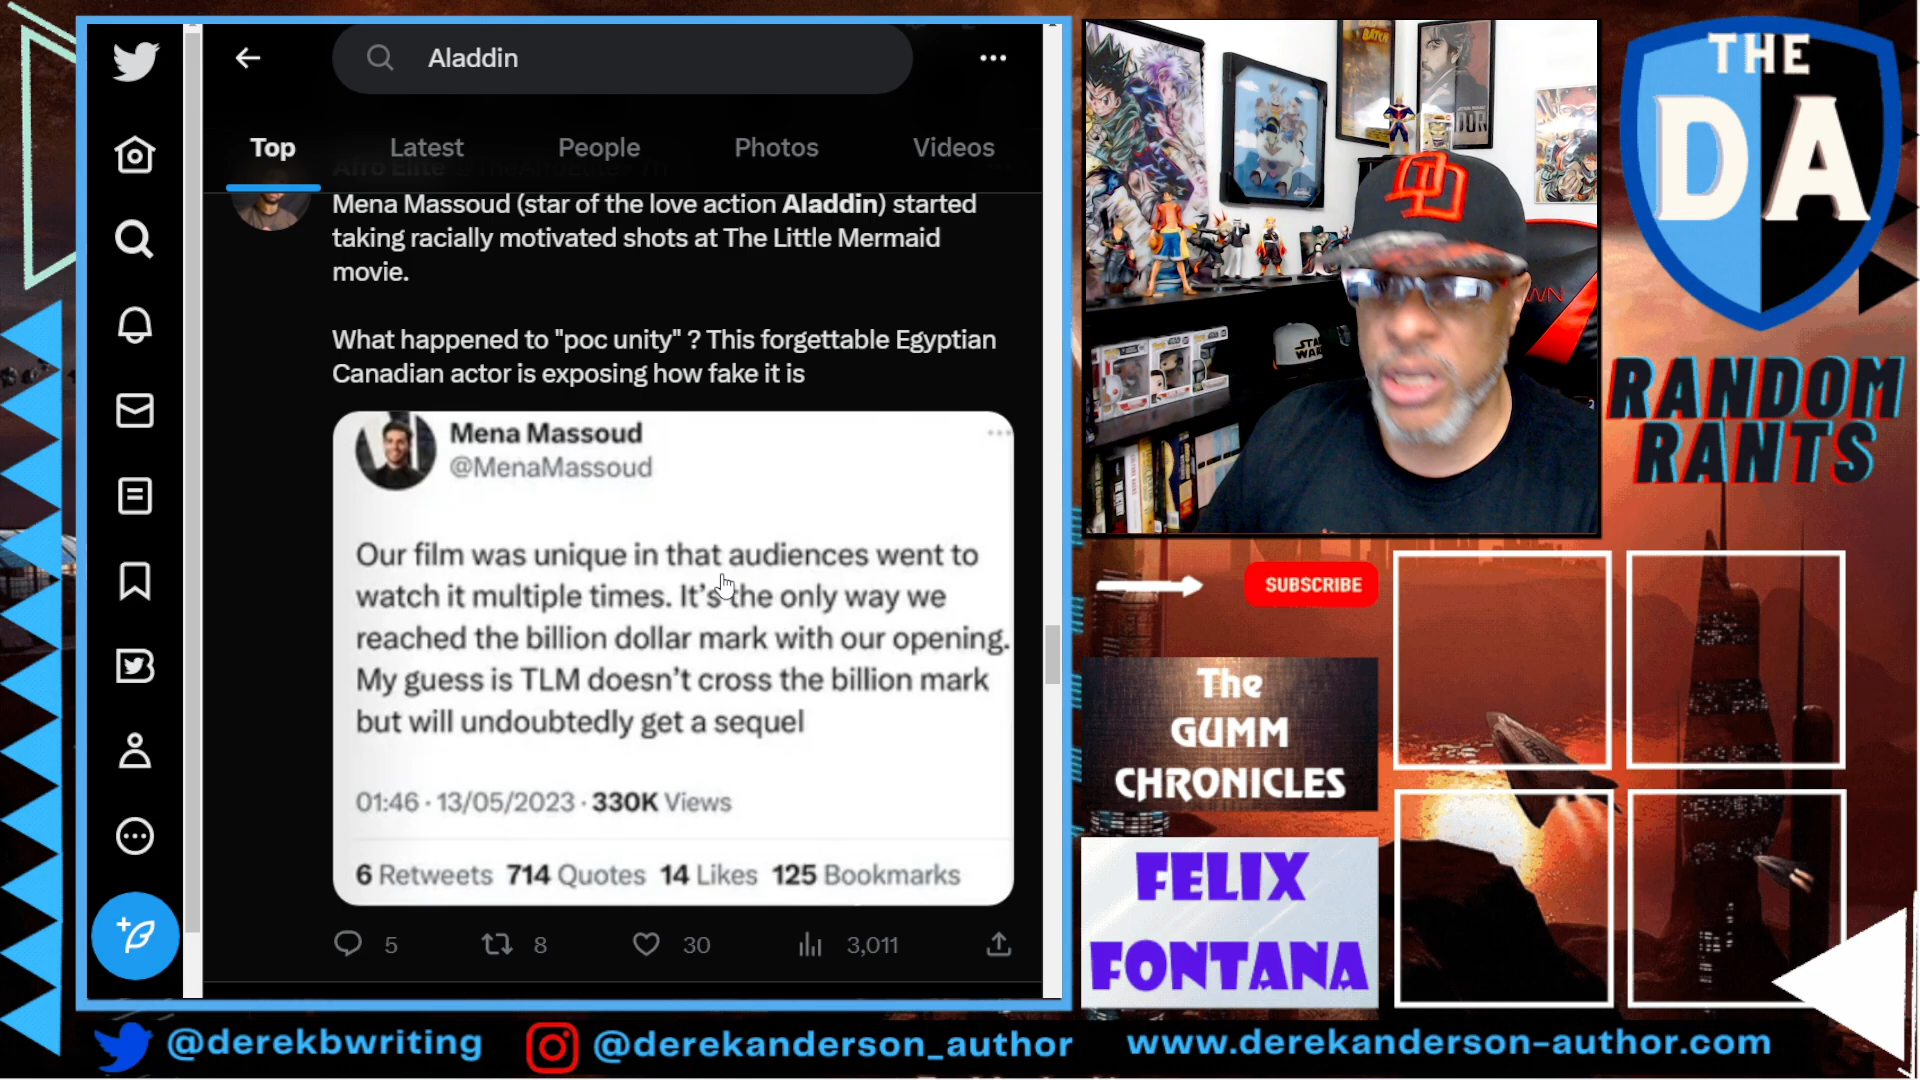 Aladdin
Top
Latest
People
Photos
Videos
Afro Elite
Mena Massoud (star of the love action Aladdin) started
taking racially motivated shots at The Little Mermaid
movie.
What happened to "poc unity" ? This forgettable Egyptian
Canadian actor is exposing how fake it is
Mena Massoud
@MenaMassoud
Our film was unique in that audiences went to
watch it multiple times. It's the only way we
reached the billion dollar mark with our opening.
My guess is TLM doesn't cross the billion mark
but will undoubtedly get a sequel
01:46 · 13/05/2023 · 330K Views
6 Retweets 714 Quotes 14 Likes 125 Bookmarks
5
8
30
3,011
STAR
WARS
THE
DA
RANDOM
RANTS
SUBSCRIBE
The
GUMM
CHRONICLES
FELIX
FONTANA
@derekbwriting
@derekanderson_author
www.derekanderson-author.com